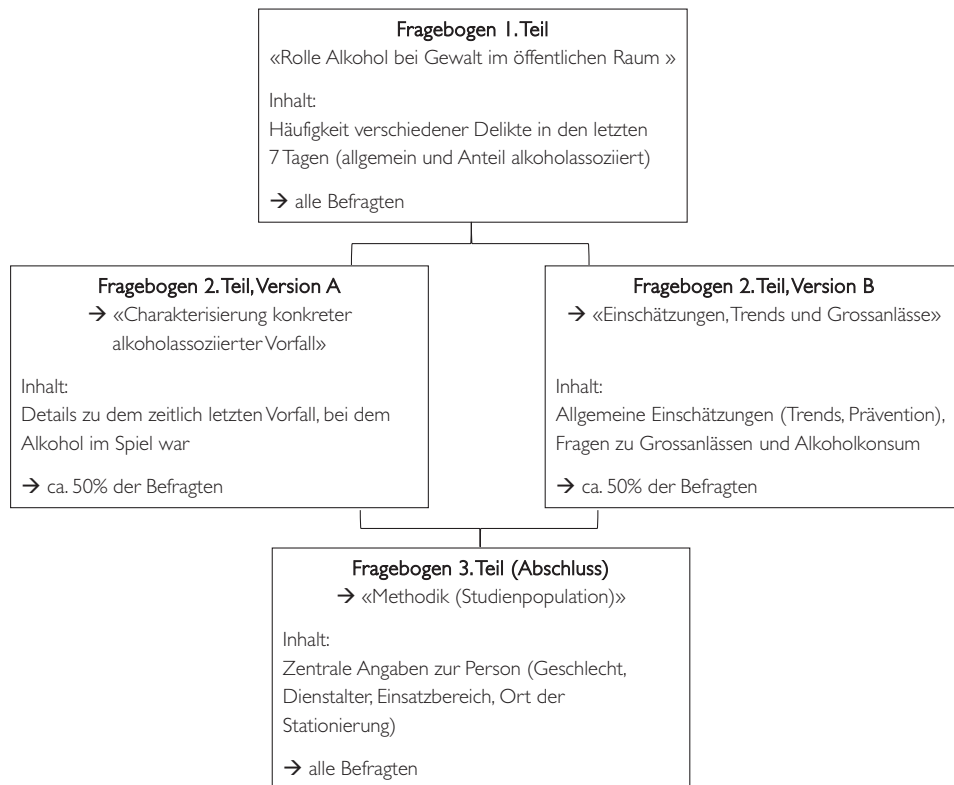 Fragebogen 1. Teil
«Rolle Alkohol bei Gewalt im öffentlichen Raum »
Inhalt:
Häufigkeit verschiedener Delikte in den letzten
7 Tagen (allgemein und Anteil alkoholassoziiert)
→ alle Befragten
Fragebogen 2. Teil, Version A
→ «Charakterisierung konkreter
alkoholassoziierter Vorfall»
Inhalt:
Details zu dem zeitlich letzten Vorfall, bei dem
Alkohol im Spiel war
→ ca. 50% der Befragten
Fragebogen 2. Teil, Version B
→ «Einschätzungen, Trends und Grossanlässe»
Inhalt:
Allgemeine Einschätzungen (Trends, Prävention),
Fragen zu Grossanlässen und Alkoholkonsum
→ ca. 50% der Befragten
Fragebogen 3. Teil (Abschluss)
→ «Methodik (Studienpopulation)»
Inhalt:
Zentrale Angaben zur Person (Geschlecht,
Dienstalter, Einsatzbereich, Ort der
Stationierung)
→ alle Befragten